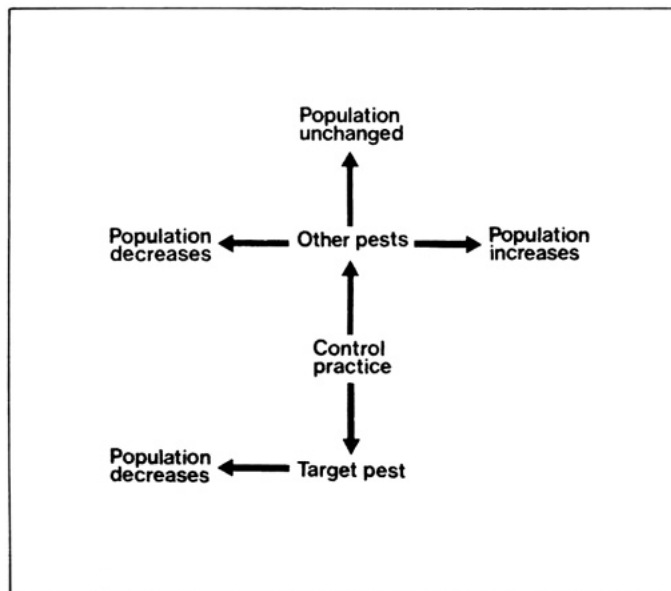 Population
unchanged
Population
decreases
Other pests
Population
increases
Control
practice
Population
decreases
Target pest